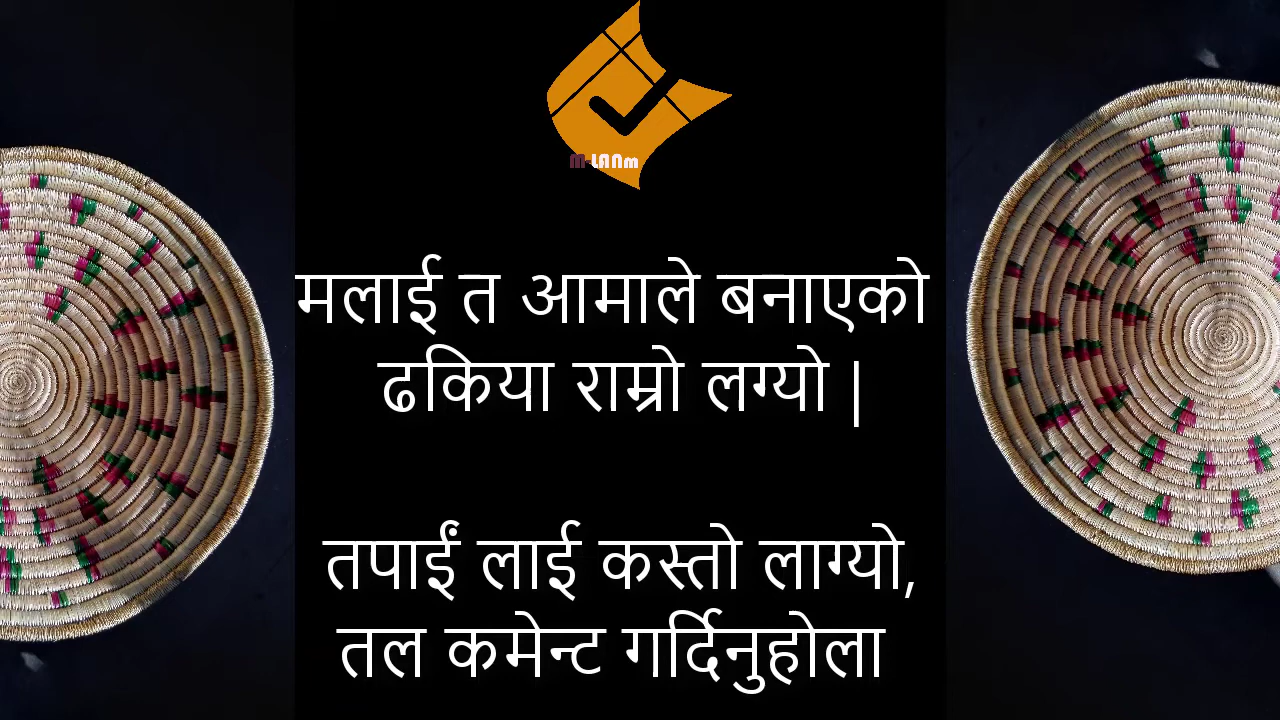 M-LANm
मलाई त आमाले बनाएको
ढकिया राम्रो लग्यो |
तपाईं लाई कस्तो लाग्यो,
तल कमेन्ट गर्दिनुहोला